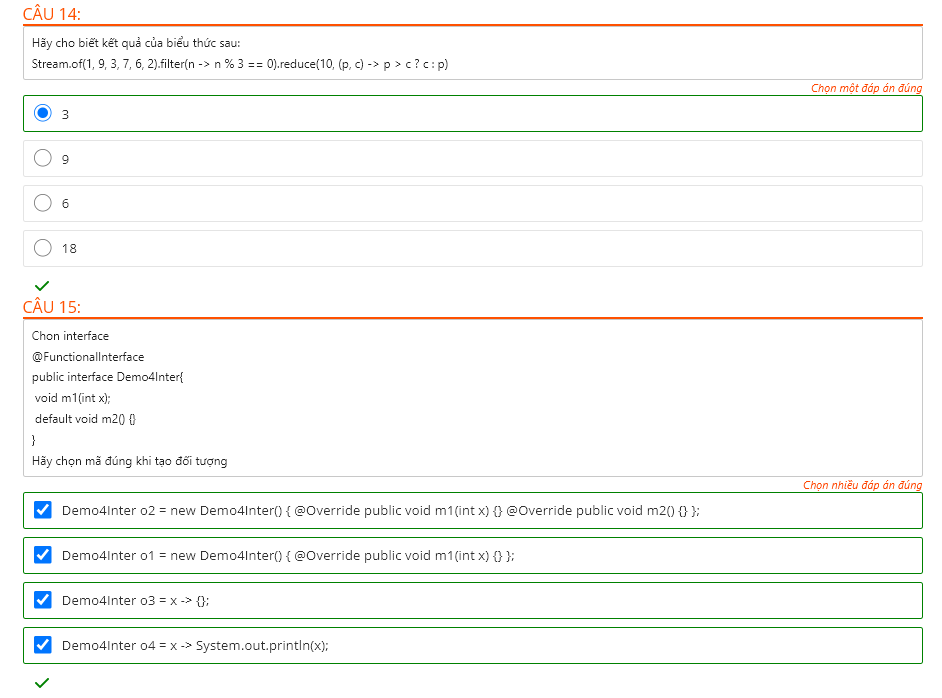 CÂU 14:
Hãy cho biết kết quả của biểu thức sau:
Stream.of(1, 9, 3, 7, 6, 2).filter(n -> n % 3 == 0).reduce(10, (p, c) -> p > c ? c : p)
Chọn một đáp án đúng
3
9
6
18
CÂU 15:
Chon interface
@FunctionalInterface
public interface Demo4Inter{
void m1(int x);
default void m2() {}
}
Hãy chọn mã đúng khi tạo đối tượng
Chọn nhiều đáp án đúng
Demo4Inter o2 = new Demo4Inter() { @Override public void m1(int x) {} @Override public void m2() {} };
Demo4Inter o1 = new Demo4Inter() { @Override public void m1(int x) {} };
Demo4Inter o3 = x -> {};
Demo4Inter o4 = x -> System.out.println(x);